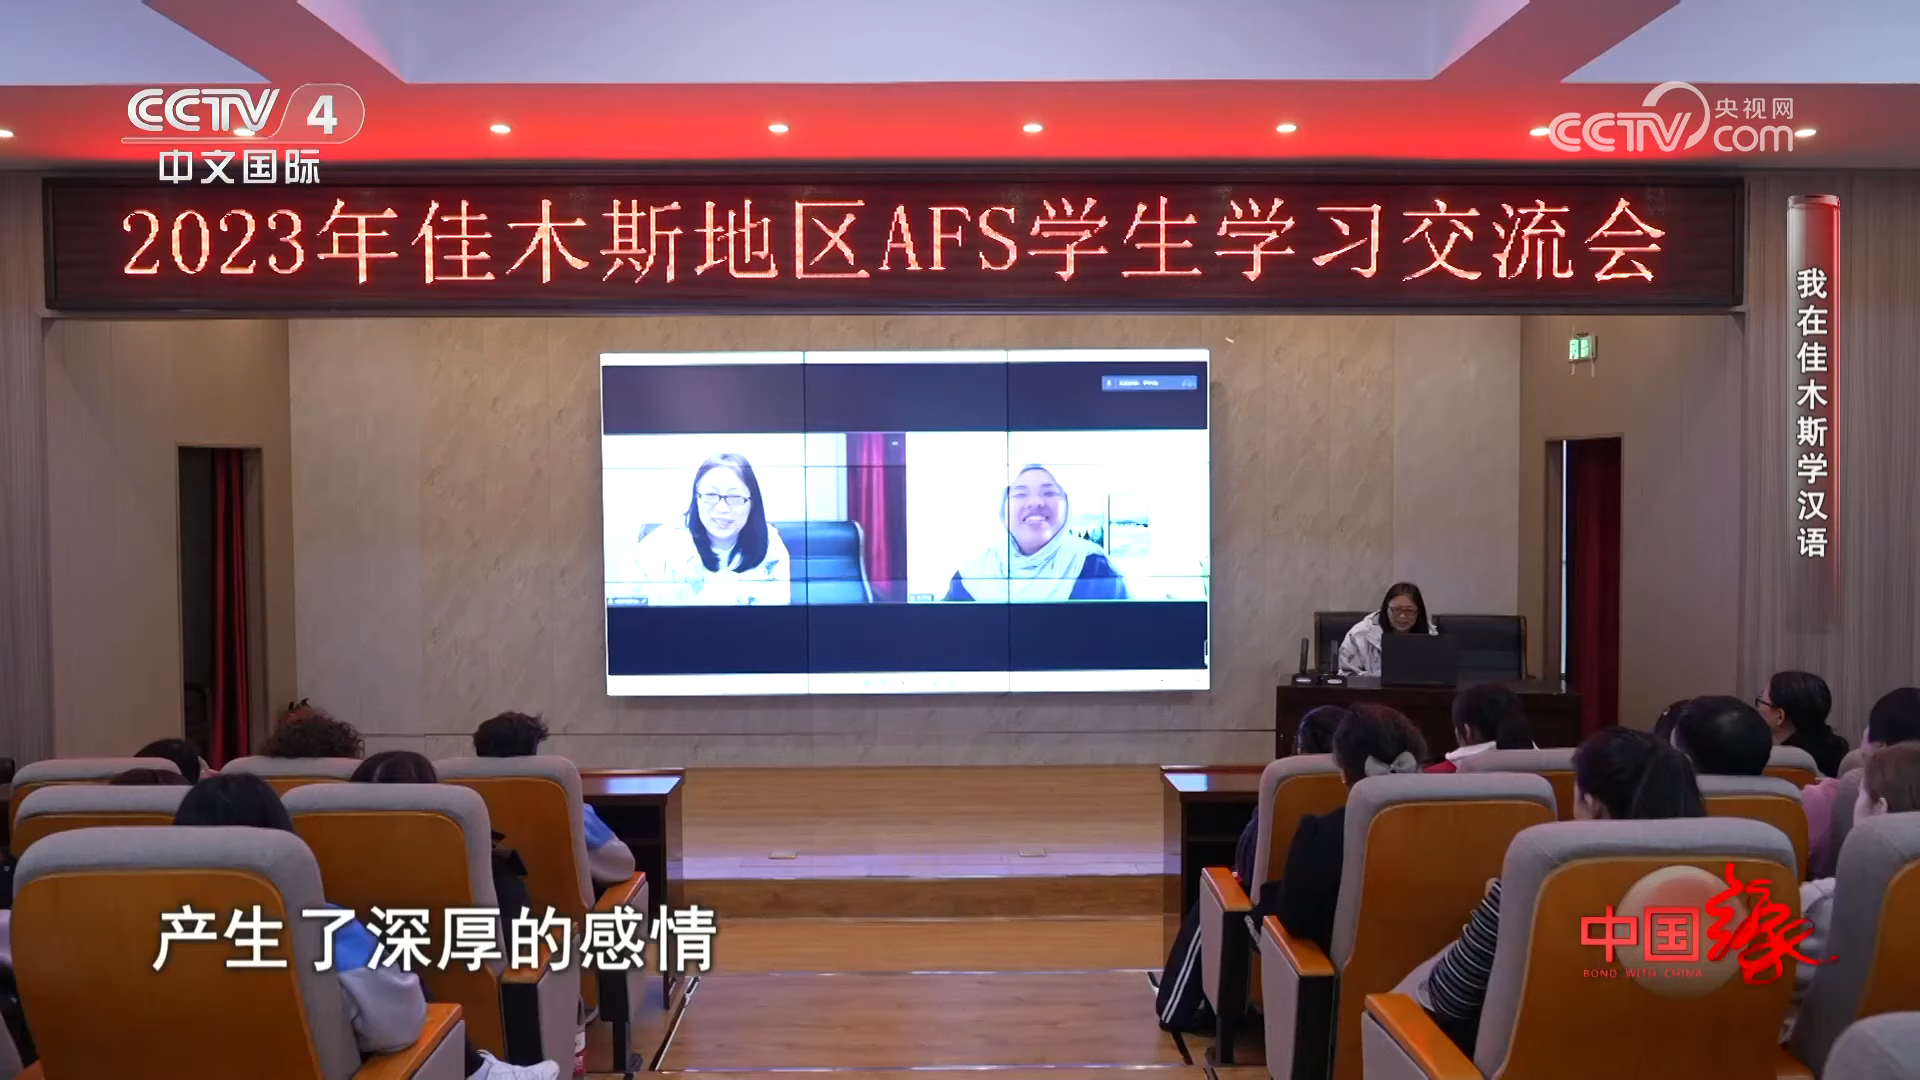 CCTV 4
中文国际
央视网
CCTV.com
2023年佳木斯地区AFS学生学习交流会
我在佳木斯学汉语
产生了深厚的感情
中国缘
BOND WITH CHINA